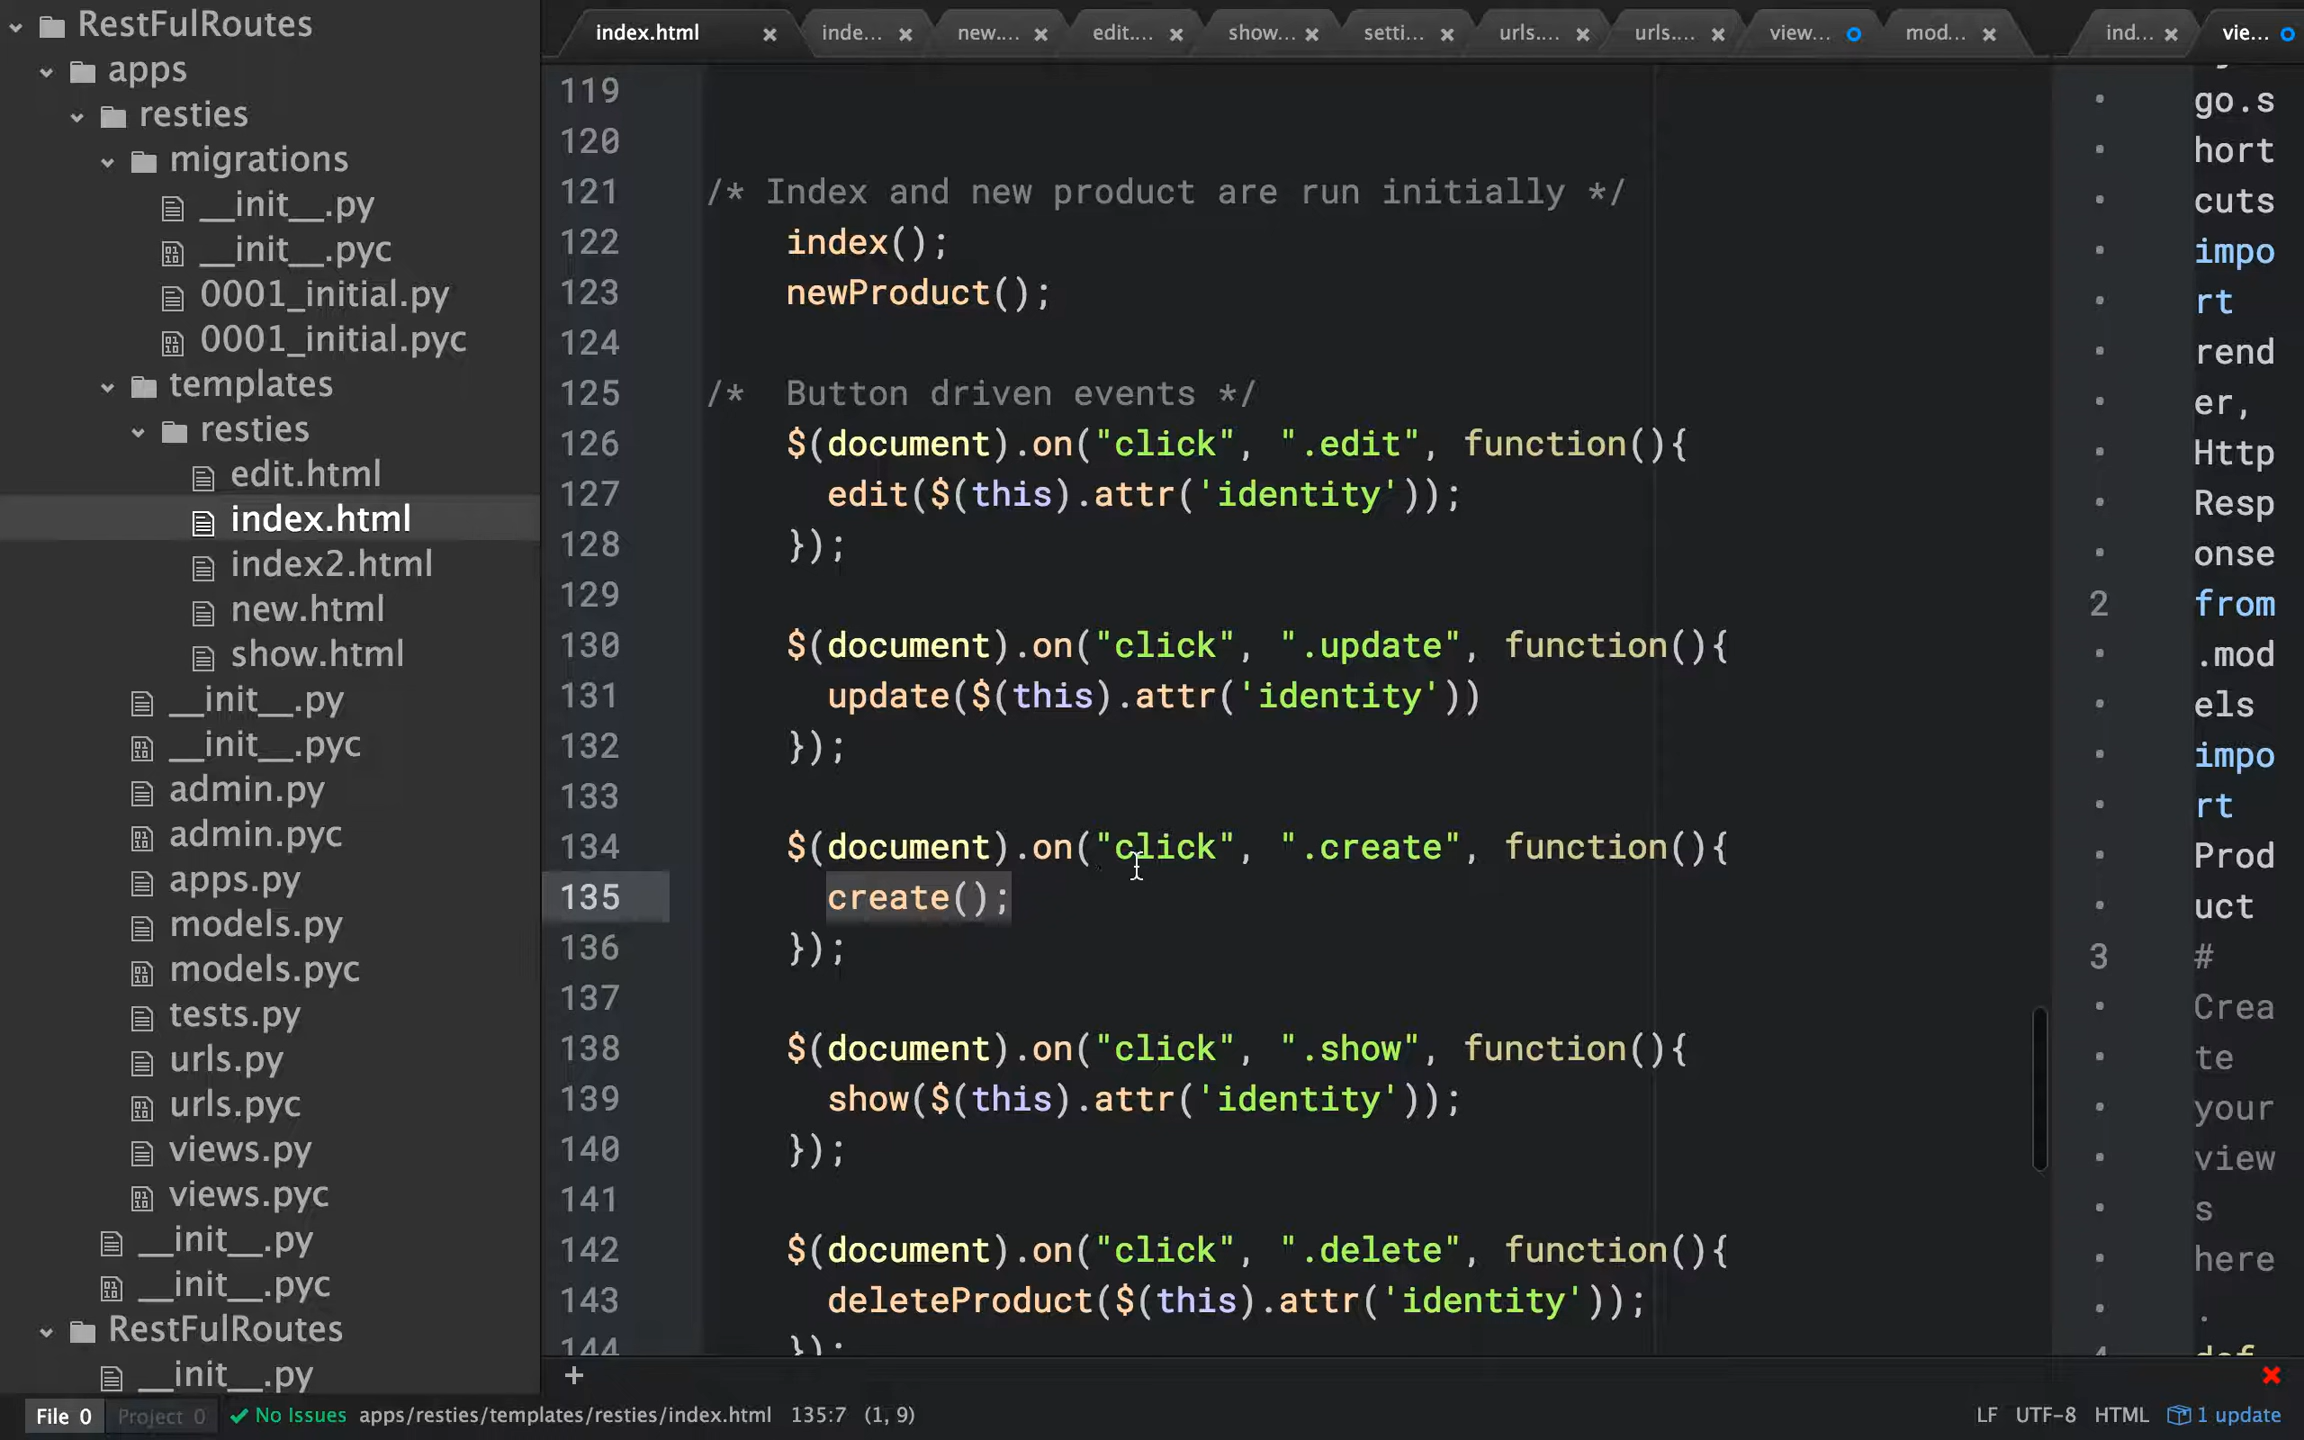 RestFulRoutes
apps
resties
migrations
__init__.py
__init__.pyc
0001_initial.py
0001_initial.pyc
templates
resties
edit.html
index.html
index2.html
new.html
show.html
__init__.py
__init__.pyc
admin.py
admin.pyc
apps.py
models.py
models.pyc
tests.py
urls.py
urls.pyc
views.py
views.pyc
__init__.py
__init__.pyc
RestFulRoutes
__init__.py
index.html inde... new.... edit.... show... setti... urls.... urls.... view... mod... ind... vie...
119
120
121 /* Index and new product are run initially */
122 index();
123 newProduct();
124
125 /*  Button driven events */
126 $(document).on("click", ".edit", function(){
127 edit($(this).attr('identity'));
128 });
129
130 $(document).on("click", ".update", function(){
131 update($(this).attr('identity'))
132 });
133
134 $(document).on("click", ".create", function(){
135 create();
136 });
137
138 $(document).on("click", ".show", function(){
139 show($(this).attr('identity'));
140 });
141
142 $(document).on("click", ".delete", function(){
143 deleteProduct($(this).attr('identity'));
144 });
go.s
hort
cuts
impo
rt
rend
er,
Http
Resp
onse
2 from
.mod
els
impo
rt
Prod
uct
3 #
Crea
te
your
view
s
here
.
4 def
+
File 0 Project 0 No Issues apps/resties/templates/resties/index.html 135:7 (1, 9) LF UTF-8 HTML 1 update